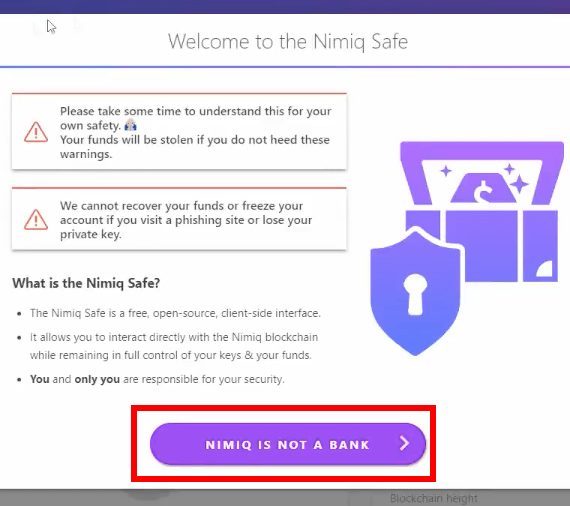 Welcome to the Nimiq Safe
Please take some time to understand this for your
own safety. 🙏
Your funds will be stolen if you do not heed these
warnings.
We cannot recover your funds or freeze your
account if you visit a phishing site or lose your
private key.
What is the Nimiq Safe?
• The Nimiq Safe is a free, open-source, client-side interface.
• It allows you to interact directly with the Nimiq blockchain
while remaining in full control of your keys & your funds.
• You and only you are responsible for your security.
NIMIQ IS NOT A BANK
Blockchain height